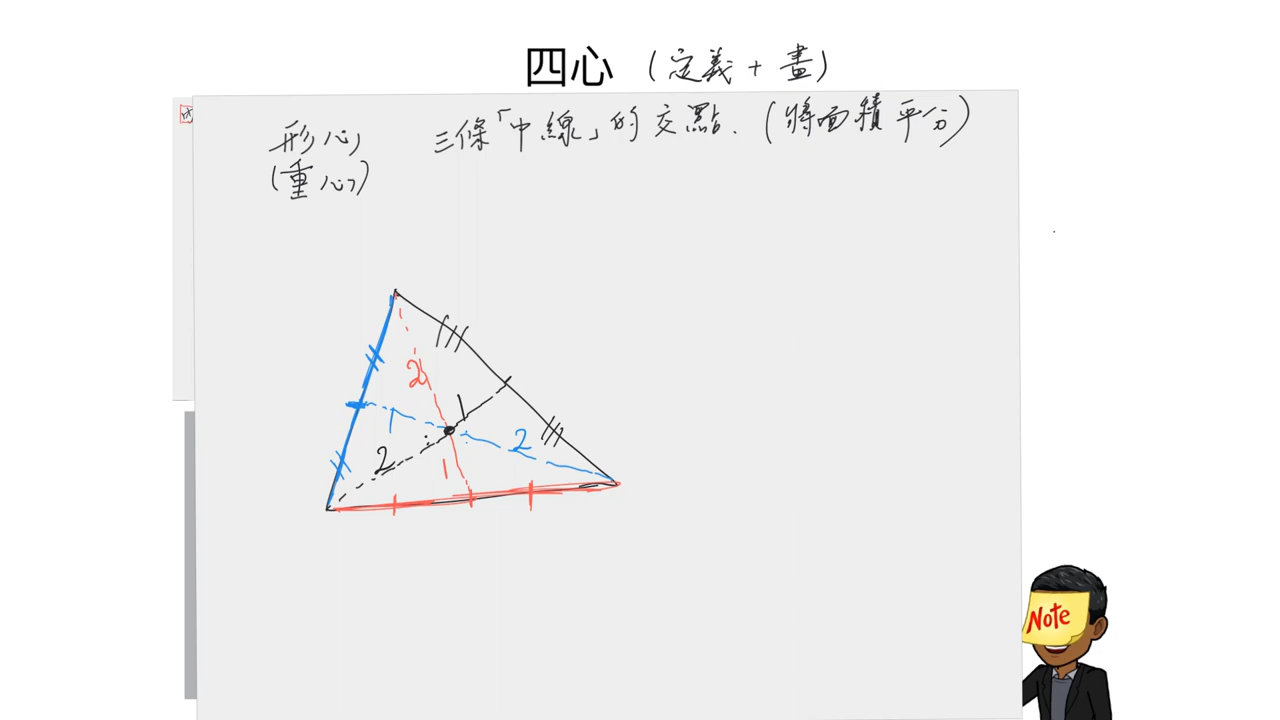 四心 (定義 + 畫)
形心 三條「中線」的交點. (將面積平分)
(重心)
2
1
1
2
2
1
Note